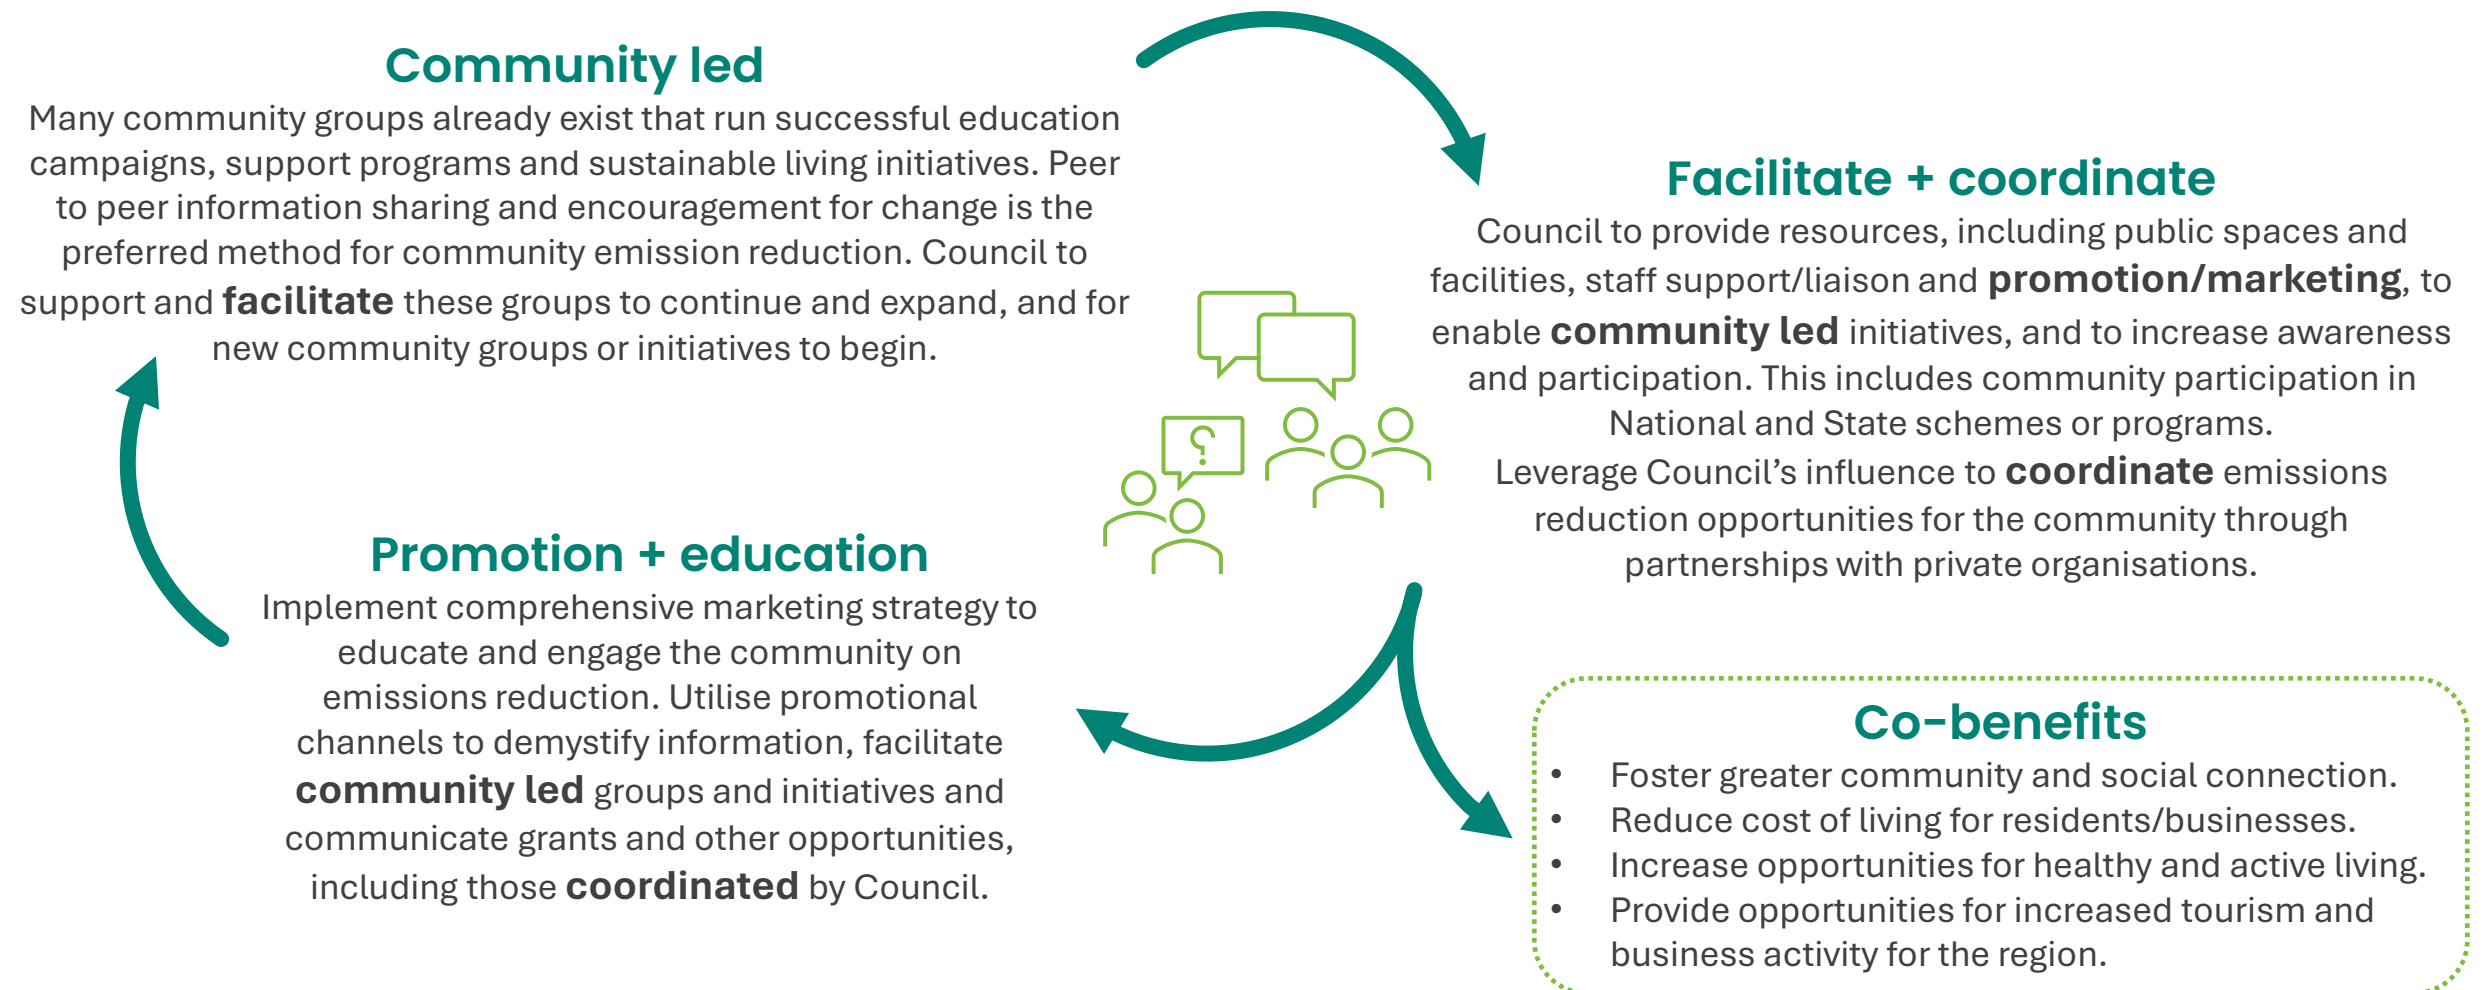 Community led
Many community groups already exist that run successful education
campaigns, support programs and sustainable living initiatives. Peer
to peer information sharing and encouragement for change is the
preferred method for community emission reduction. Council to
support and facilitate these groups to continue and expand, and for
new community groups or initiatives to begin.
Facilitate + coordinate
Council to provide resources, including public spaces and
facilities, staff support/liaison and promotion/marketing, to
enable community led initiatives, and to increase awareness
and participation. This includes community participation in
National and State schemes or programs.
Leverage Council’s influence to coordinate emissions
reduction opportunities for the community through
partnerships with private organisations.
?
Promotion + education
Implement comprehensive marketing strategy to
educate and engage the community on
emissions reduction. Utilise promotional
channels to demystify information, facilitate
community led groups and initiatives and
communicate grants and other opportunities,
including those coordinated by Council.
Co-benefits
• Foster greater community and social connection.
• Reduce cost of living for residents/businesses.
• Increase opportunities for healthy and active living.
• Provide opportunities for increased tourism and
business activity for the region.